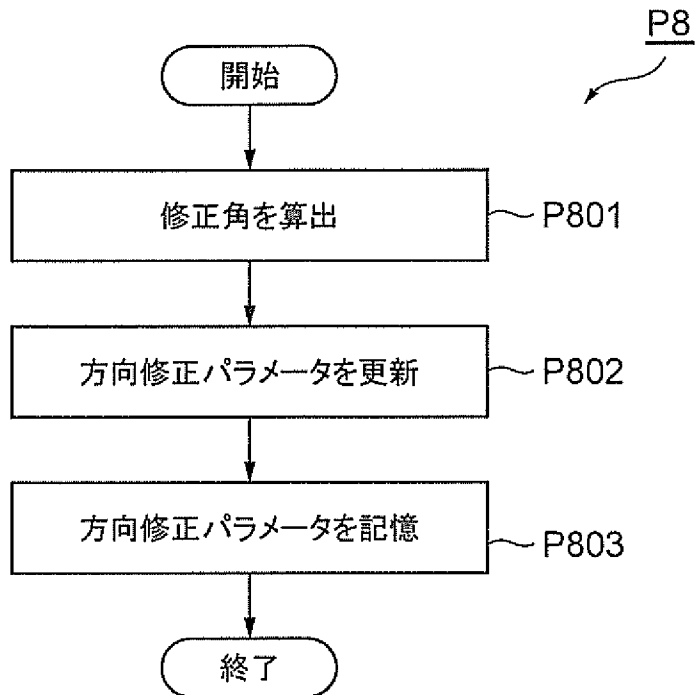 P8
開始
修正角を算出
P801
方向修正パラメータを更新
P802
方向修正パラメータを記憶
P803
終了